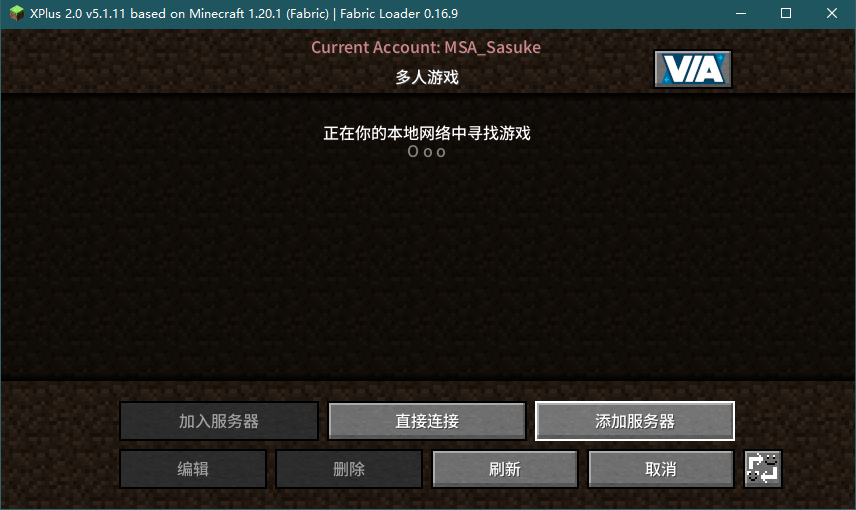 XPlus 2.0 v5.1.11 based on Minecraft 1.20.1 (Fabric) | Fabric Loader 0.16.9
Current Account: MSA_Sasuke
多人游戏
VIA
正在你的本地网络中寻找游戏
O o o
加入服务器 直接连接 添加服务器
编辑 删除 刷新 取消